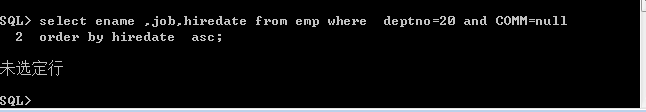 SQL> select ename ,job,hiredate from emp where  deptno=20 and COMM=null
  2  order by hiredate  asc;
未选定行
SQL>